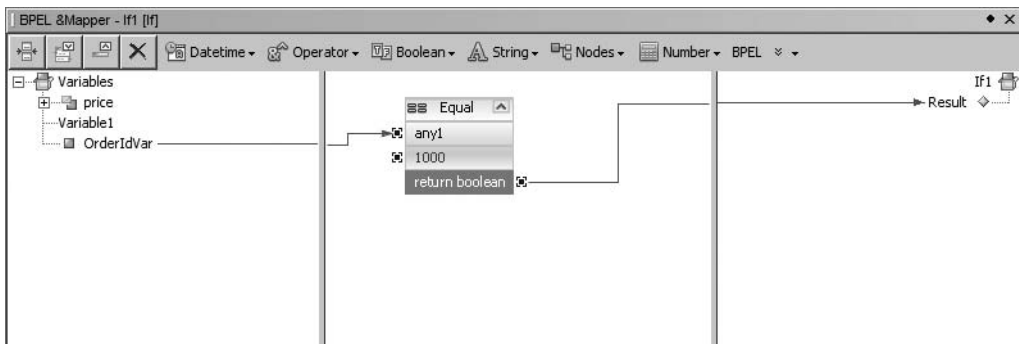 BPEL &Mapper - If1 [If]
Datetime Operator Boolean String Nodes Number BPEL
Variables
price
Variable1
OrderIdVar
Equal
any1
1000
return boolean
If1
Result